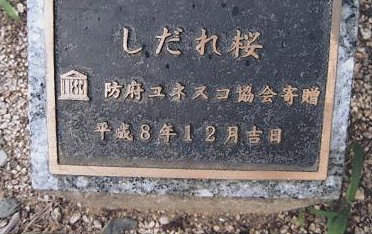 しだれ桜
防府ユネスコ協会寄贈
平成8年12月吉日